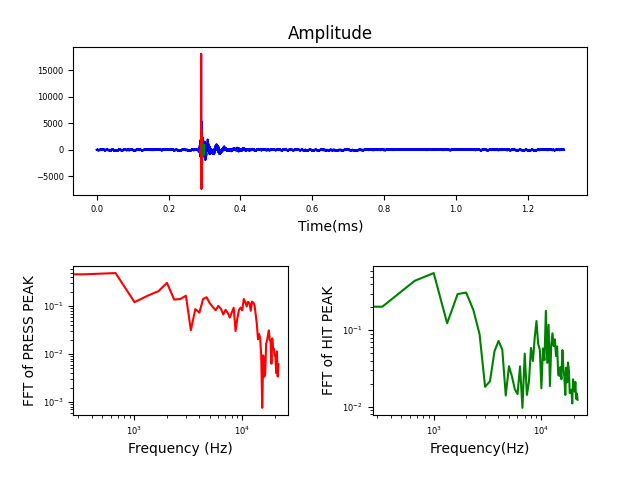 Amplitude
15000
10000
5000
0
−5000
0.0 0.2 0.4 0.6 0.8 1.0 1.2
Time(ms)
FFT of PRESS PEAK
10⁻¹
10⁻²
10⁻³
10³ 10⁴
Frequency (Hz)
FFT of HIT PEAK
10⁻¹
10⁻²
10³ 10⁴
Frequency(Hz)